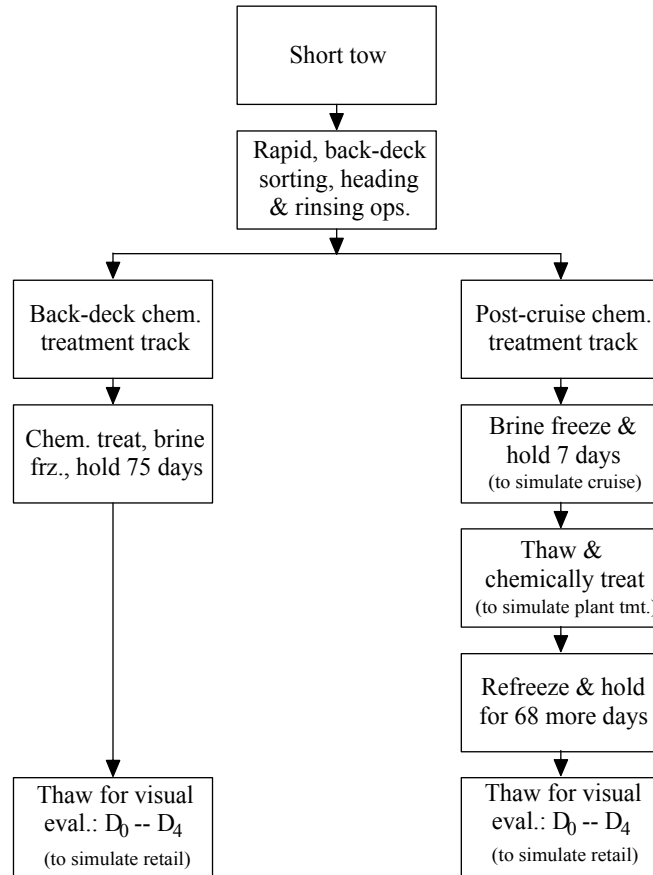 Short tow
Rapid, back-deck
sorting, heading
& rinsing ops.
Back-deck chem.
treatment track
Chem. treat, brine
frz., hold 75 days
Thaw for visual
eval.: D0 -- D4
(to simulate retail)
Post-cruise chem.
treatment track
Brine freeze &
hold 7 days
(to simulate cruise)
Thaw &
chemically treat
(to simulate plant tmt.)
Refreeze & hold
for 68 more days
Thaw for visual
eval.: D0 -- D4
(to simulate retail)